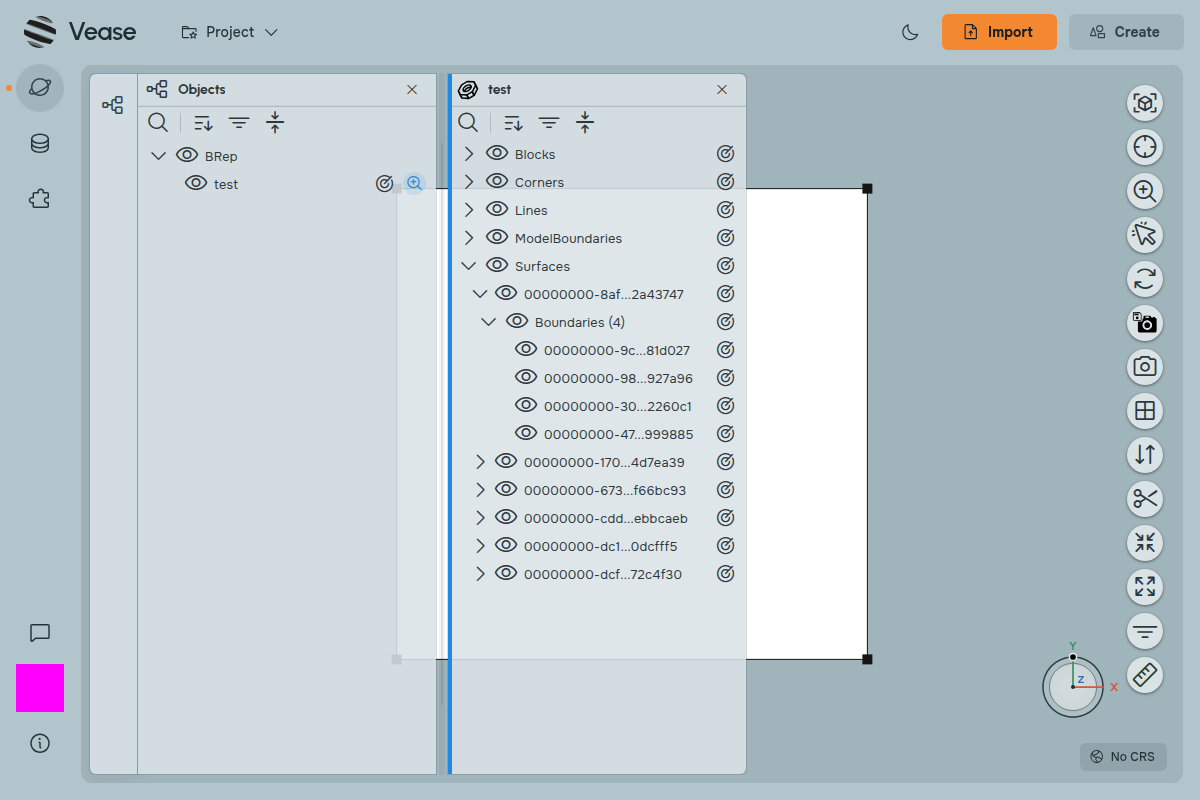 Vease
Project
Import
Create
Objects
BRep
test
test
Blocks
Corners
Lines
ModelBoundaries
Surfaces
00000000-8af...2a43747
Boundaries (4)
00000000-9c...81d027
00000000-98...927a96
00000000-30...2260c1
00000000-47...999885
00000000-170...4d7ea39
00000000-673...f66bc93
00000000-cdd...ebbcaeb
00000000-dc1...0dcfff5
00000000-dcf...72c4f30
Y
Z
X
No CRS